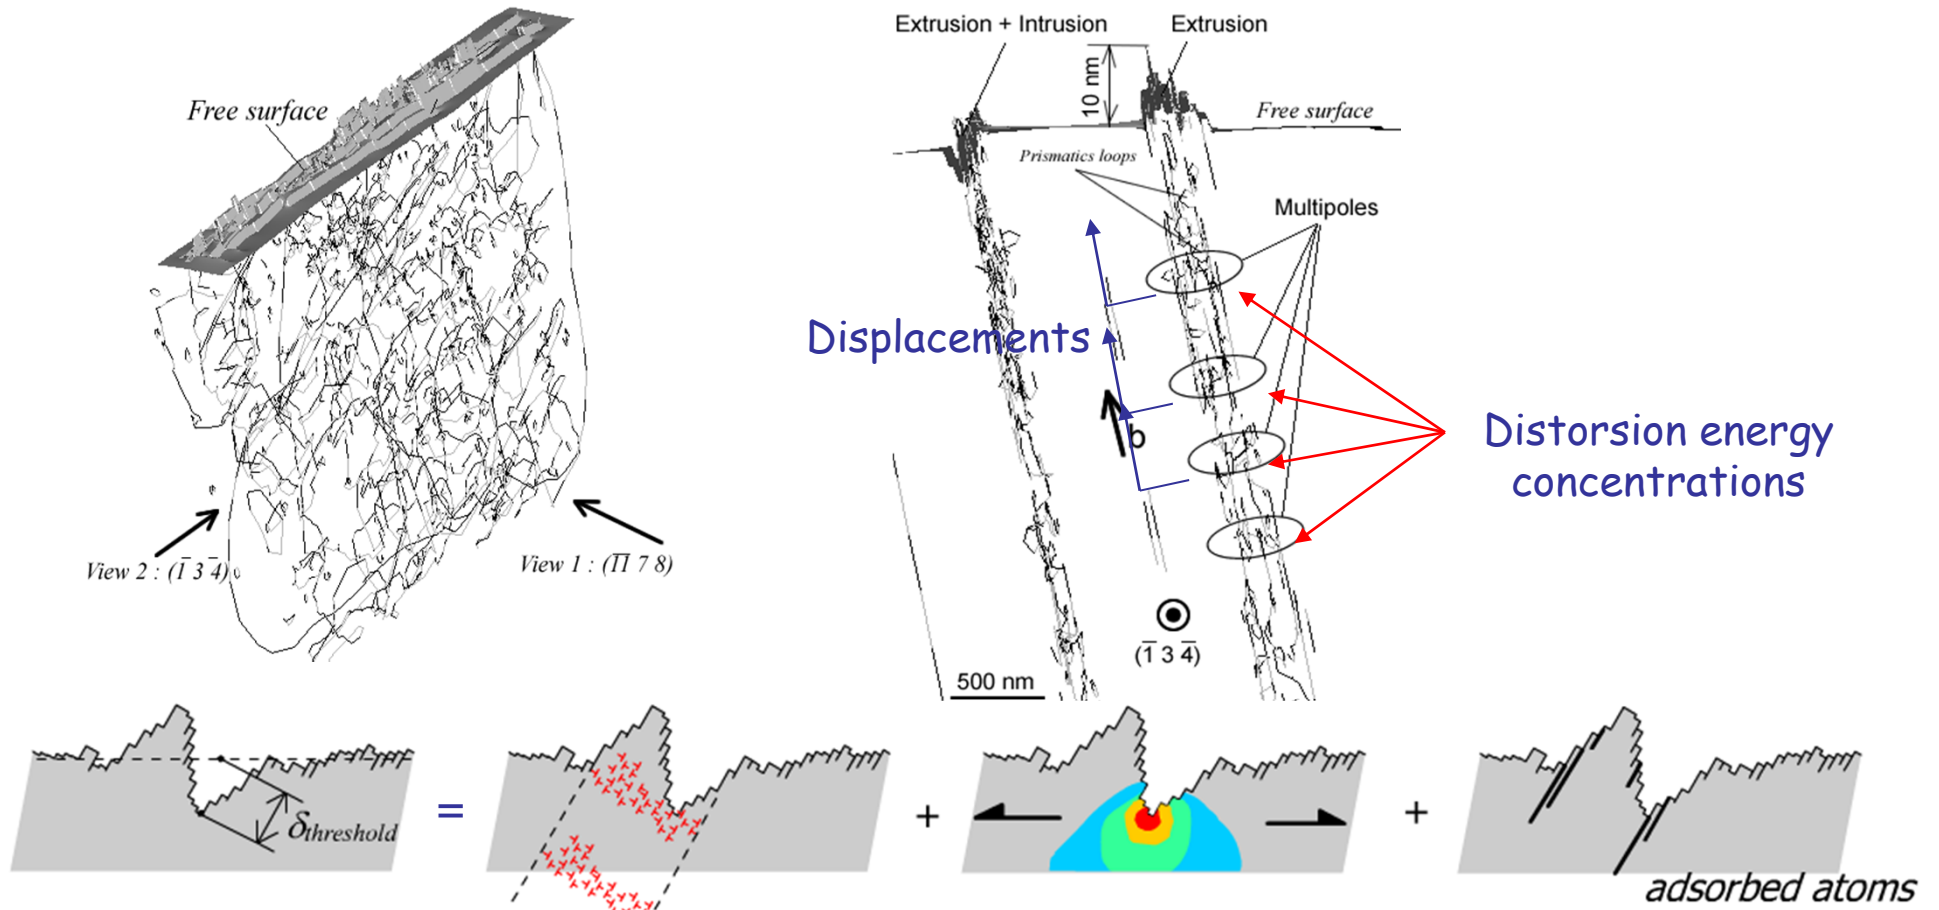 Free surface
View 2 : (1̅ 3 4̅)
View 1 : (1̅1̅ 7 8)
Extrusion + Intrusion
Extrusion
10 nm
Free surface
Prismatics loops
Multipoles
Displacements
b
Distorsion energy
concentrations
(1̅ 3 4̅)
500 nm
δthreshold
=
+
+
adsorbed atoms